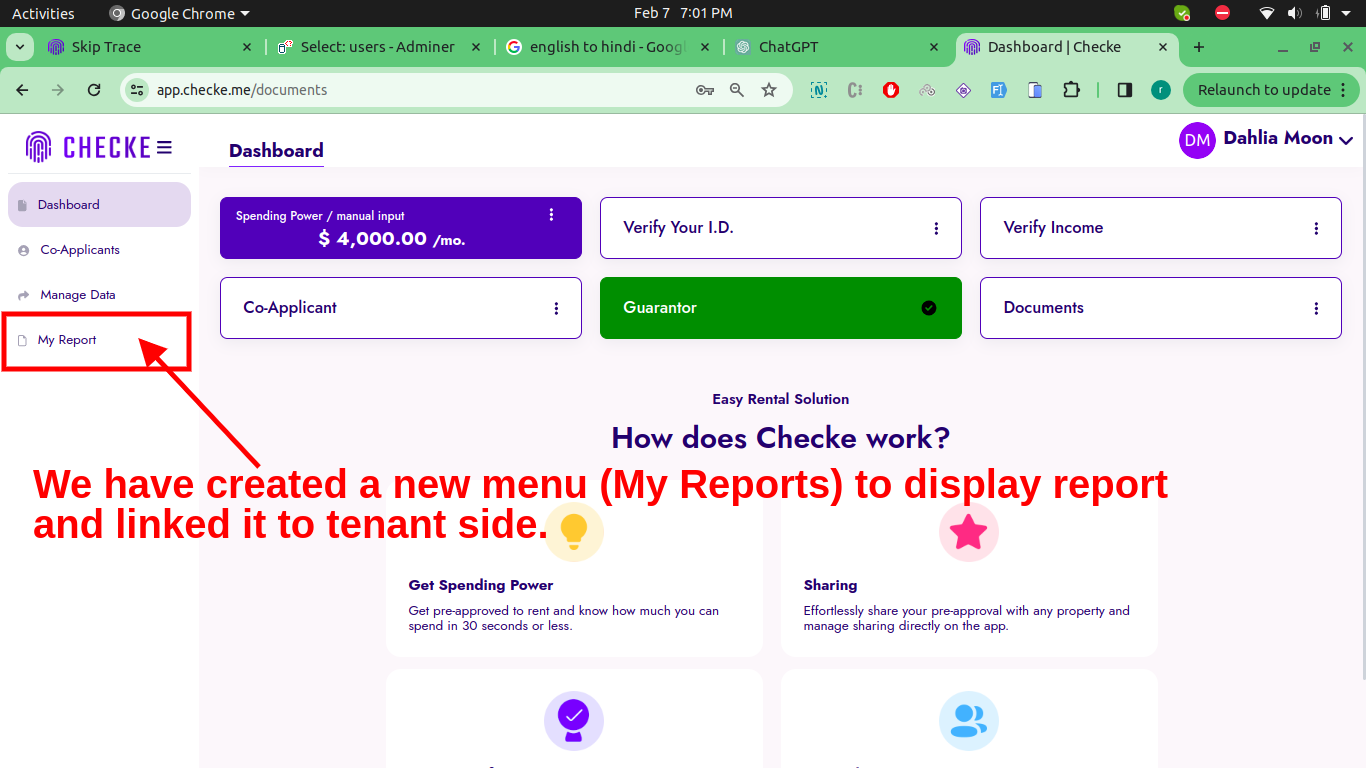 Activities
Google Chrome
Feb 7 7:01 PM
Skip Trace
Select: users - Adminer
english to hindi - Googl
ChatGPT
Dashboard | Checke
app.checke.me/documents
r
Relaunch to update
CHECKE
Dashboard
DM
Dahlia Moon
Dashboard
Co-Applicants
Manage Data
My Report
Spending Power / manual input
$ 4,000.00 /mo.
Verify Your I.D.
Verify Income
Co-Applicant
Guarantor
Documents
Easy Rental Solution
How does Checke work?
We have created a new menu (My Reports) to display report
and linked it to tenant side.
Get Spending Power
Get pre-approved to rent and know how much you can
spend in 30 seconds or less.
Sharing
Effortlessly share your pre-approval with any property and
manage sharing directly on the app.